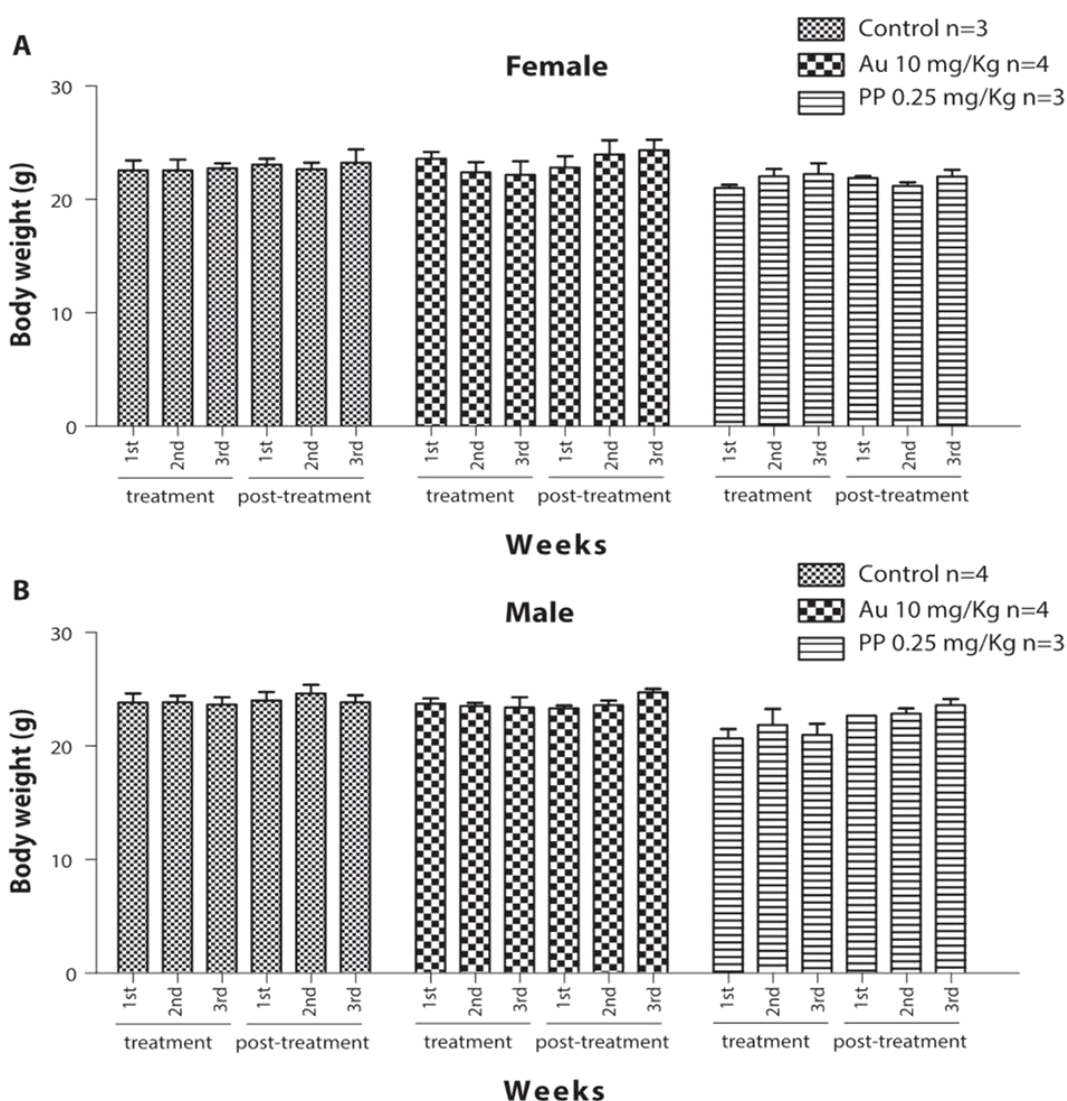 A
Female
Control n=3
Au 10 mg/Kg n=4
PP 0.25 mg/Kg n=3
Body weight (g)
30
20
10
0
1st 2nd 3rd 1st 2nd 3rd 1st 2nd 3rd 1st 2nd 3rd 1st 2nd 3rd 1st 2nd 3rd
treatment post-treatment treatment post-treatment treatment post-treatment
Weeks
B
Male
Control n=4
Au 10 mg/Kg n=4
PP 0.25 mg/Kg n=3
Body weight (g)
30
20
10
0
1st 2nd 3rd 1st 2nd 3rd 1st 2nd 3rd 1st 2nd 3rd 1st 2nd 3rd 1st 2nd 3rd
treatment post-treatment treatment post-treatment treatment post-treatment
Weeks